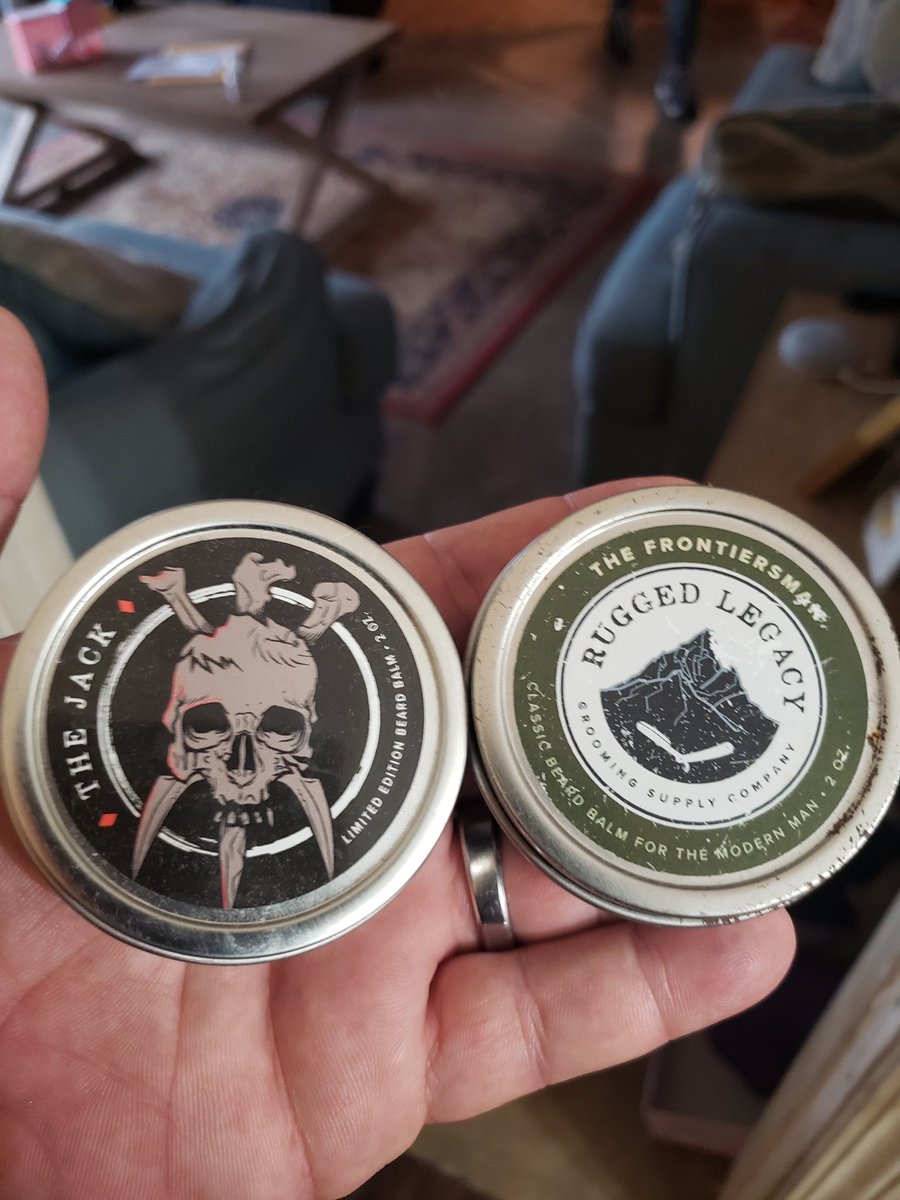 THE JACK
LIMITED EDITION BEARD BALM • 2 OZ.
THE FRONTIERSMAN
RUGGED LEGACY
GROOMING SUPPLY COMPANY
CLASSIC BEARD BALM FOR THE MODERN MAN • 2 OZ.